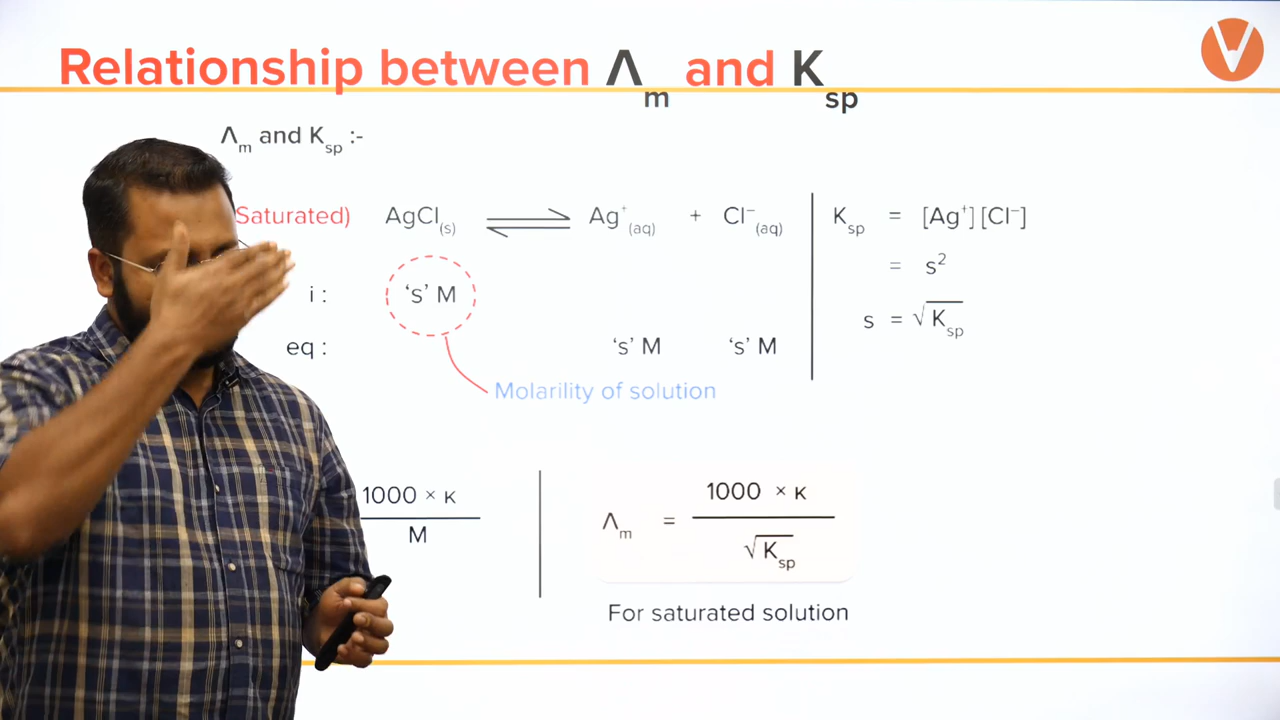 Relationship between Λm and Ksp
Λm and Ksp :-
Saturated) AgCl(s) ⇌ Ag⁺(aq) + Cl⁻(aq)
Ksp = [Ag⁺] [Cl⁻]
= s²
s = √Ksp
i : ‘s’ M
eq : ‘s’ M ‘s’ M
Molarility of solution
1000 × κ
M
Λm = 1000 × κ
√Ksp
For saturated solution